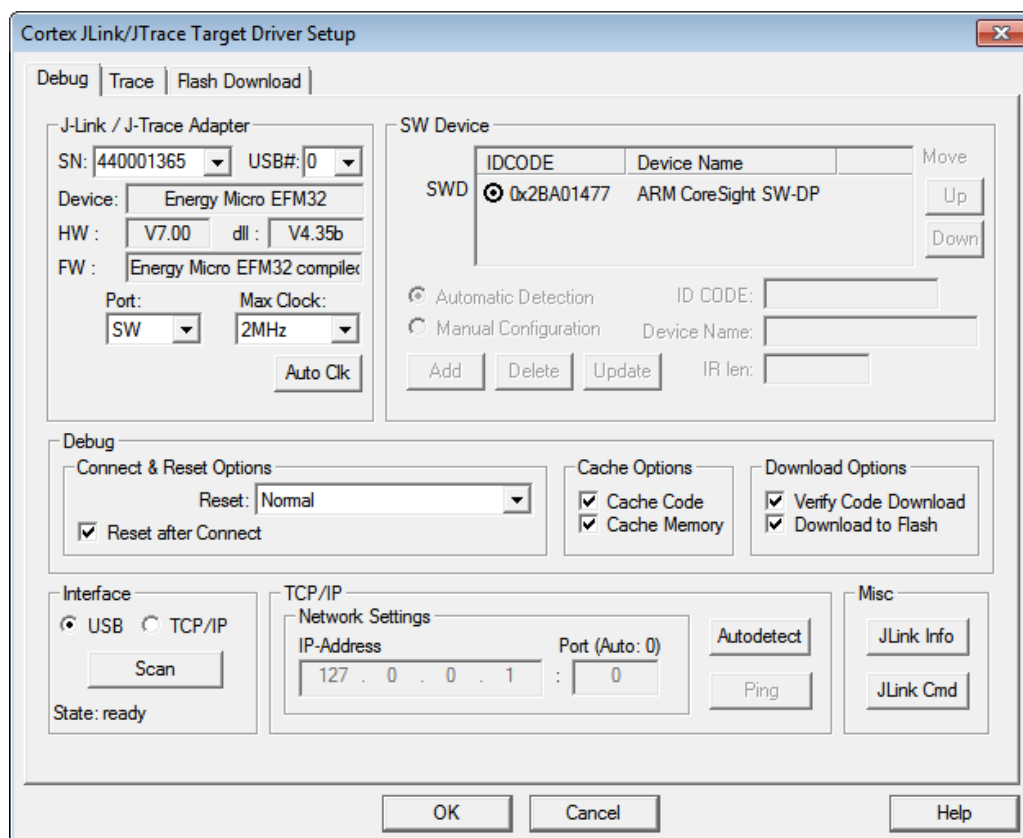 Cortex JLink/JTrace Target Driver Setup
Debug Trace Flash Download
J-Link / J-Trace Adapter
SN: 440001365 USB#: 0
Device: Energy Micro EFM32
HW : V7.00 dll : V4.35b
FW : Energy Micro EFM32 compiled
Port: Max Clock:
SW 2MHz
Auto Clk
SW Device
IDCODE Device Name Move
SWD 0x2BA01477 ARM CoreSight SW-DP Up
Down
Automatic Detection ID CODE:
Manual Configuration Device Name:
Add Delete Update IR len:
Debug
Connect & Reset Options
Reset: Normal
Reset after Connect
Cache Options
Cache Code
Cache Memory
Download Options
Verify Code Download
Download to Flash
Interface
USB TCP/IP
Scan
State: ready
TCP/IP
Network Settings
IP-Address Port (Auto: 0)
127 . 0 . 0 . 1 : 0
Autodetect
Ping
Misc
JLink Info
JLink Cmd
OK Cancel Help